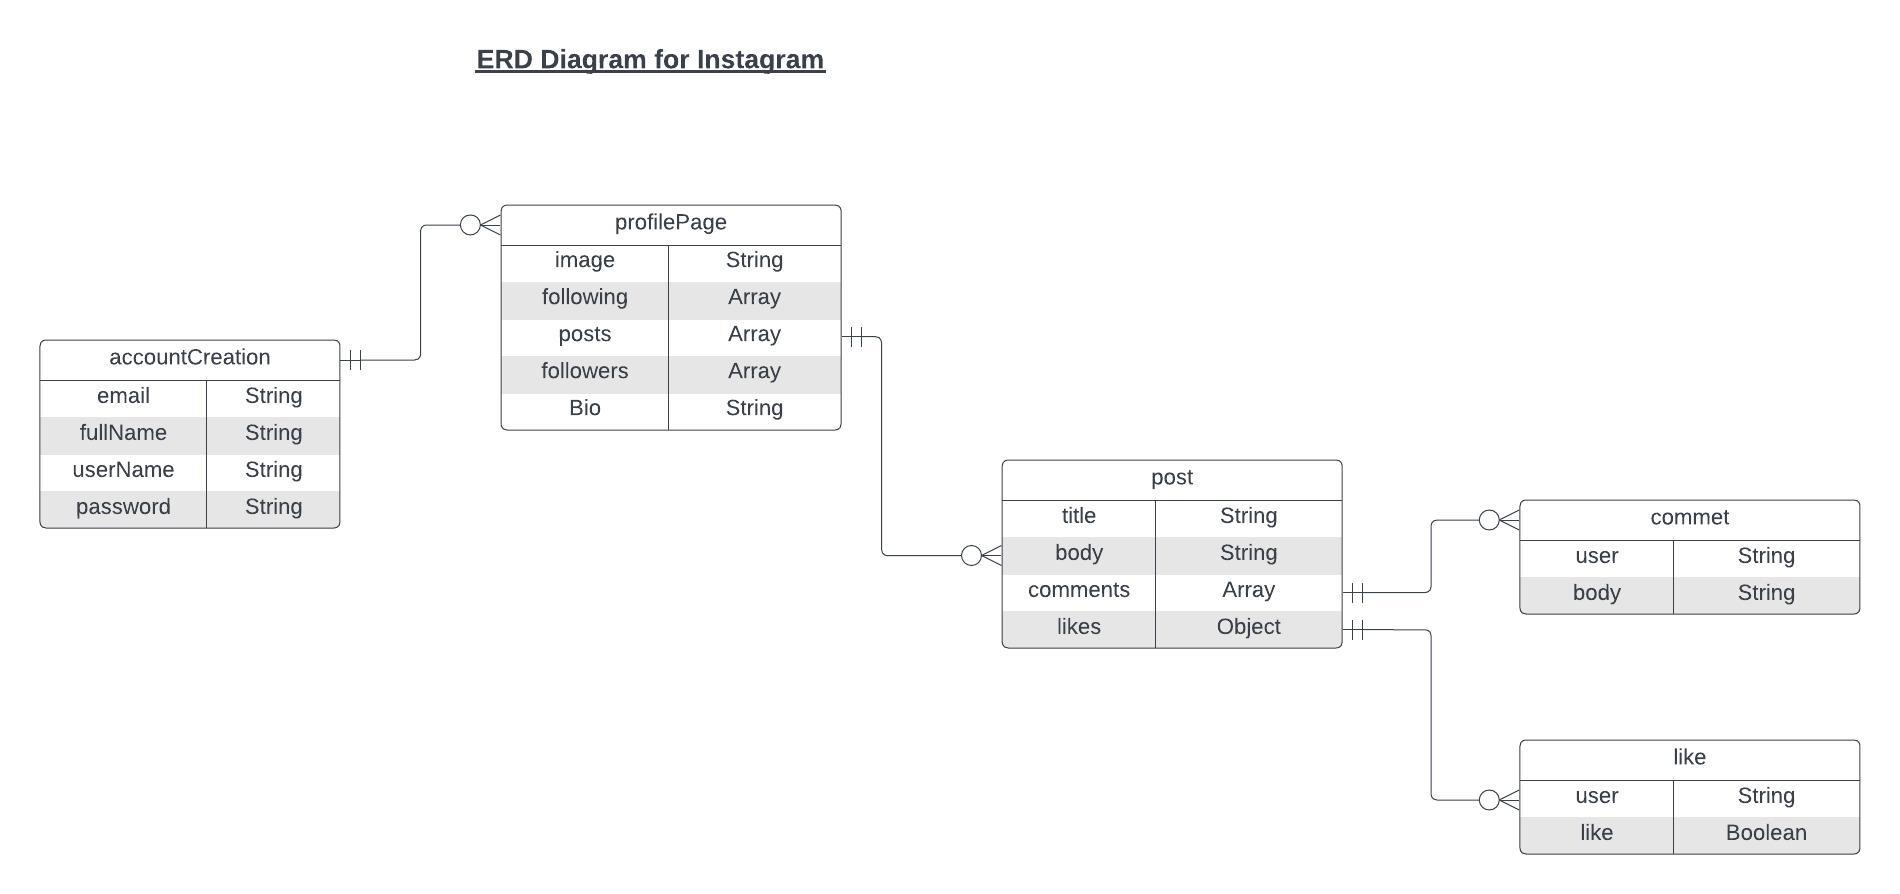 ERD Diagram for Instagram
profilePage
image String
following Array
posts Array
followers Array
Bio String
accountCreation
email String
fullName String
userName String
password String
post
title String
body String
comments Array
likes Object
commet
user String
body String
like
user String
like Boolean